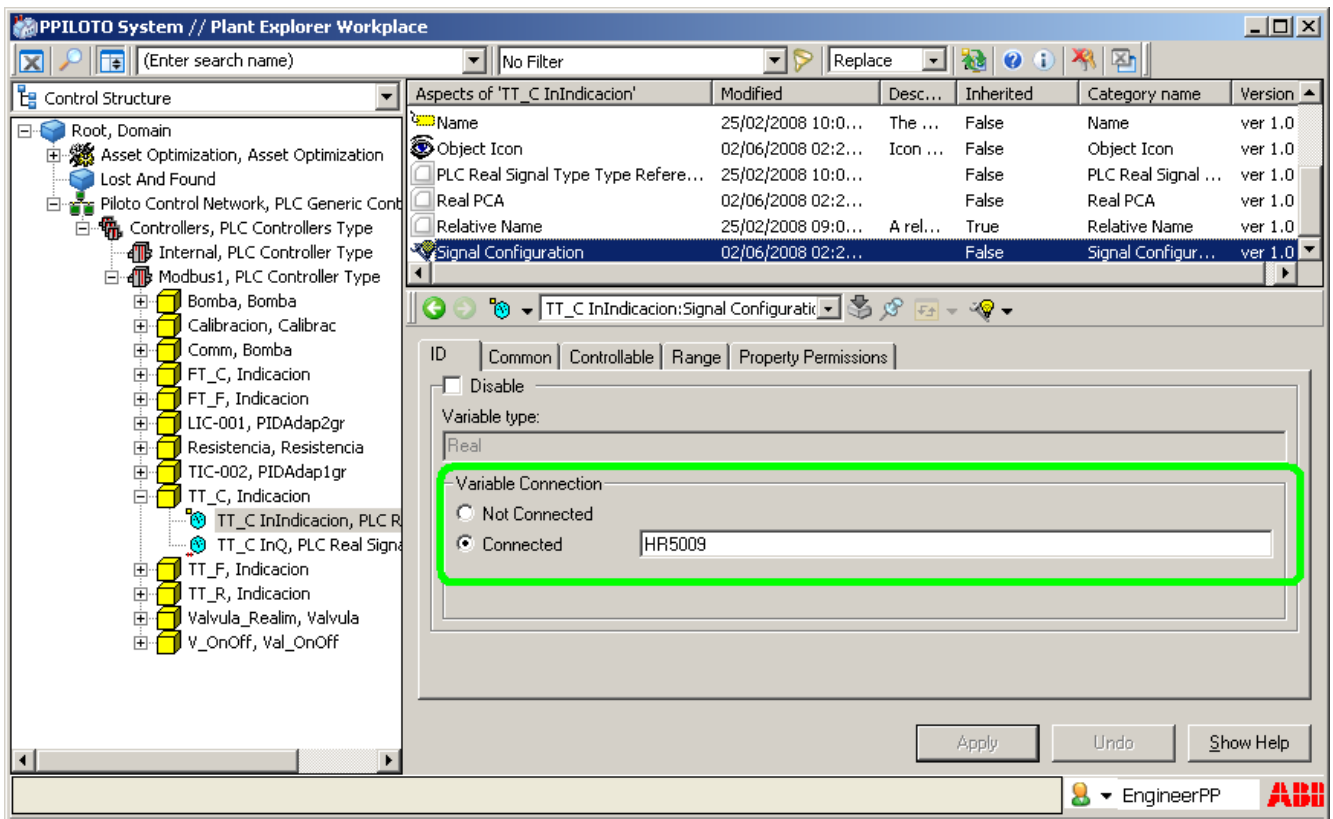 PPILOTO System // Plant Explorer Workplace
(Enter search name) No Filter Replace
Control Structure
Root, Domain
Asset Optimization, Asset Optimization
Lost And Found
Piloto Control Network, PLC Generic Cont
Controllers, PLC Controllers Type
Internal, PLC Controller Type
Modbus1, PLC Controller Type
Bomba, Bomba
Calibracion, Calibrac
Comm, Bomba
FT_C, Indicacion
FT_F, Indicacion
LIC-001, PIDAdap2gr
Resistencia, Resistencia
TIC-002, PIDAdap1gr
TT_C, Indicacion
TT_C InIndicacion, PLC R
TT_C InQ, PLC Real Signa
TT_F, Indicacion
TT_R, Indicacion
Valvula_Realim, Valvula
V_OnOff, Val_OnOff
Aspects of 'TT_C InIndicacion' Modified Desc... Inherited Category name Version
Name 25/02/2008 10:0... The ... False Name ver 1.0
Object Icon 02/06/2008 02:2... Icon ... False Object Icon ver 1.0
PLC Real Signal Type Type Refere... 25/02/2008 10:0... False PLC Real Signal ... ver 1.0
Real PCA 02/06/2008 02:2... False Real PCA ver 1.0
Relative Name 25/02/2008 09:0... A rel... True Relative Name ver 1.0
Signal Configuration 02/06/2008 02:2... False Signal Configur... ver 1.0
TT_C InIndicacion:Signal Configuratic
ID Common Controllable Range Property Permissions
Disable
Variable type:
Real
Variable Connection
Not Connected
Connected HR5009
Apply Undo Show Help
EngineerPP ABB